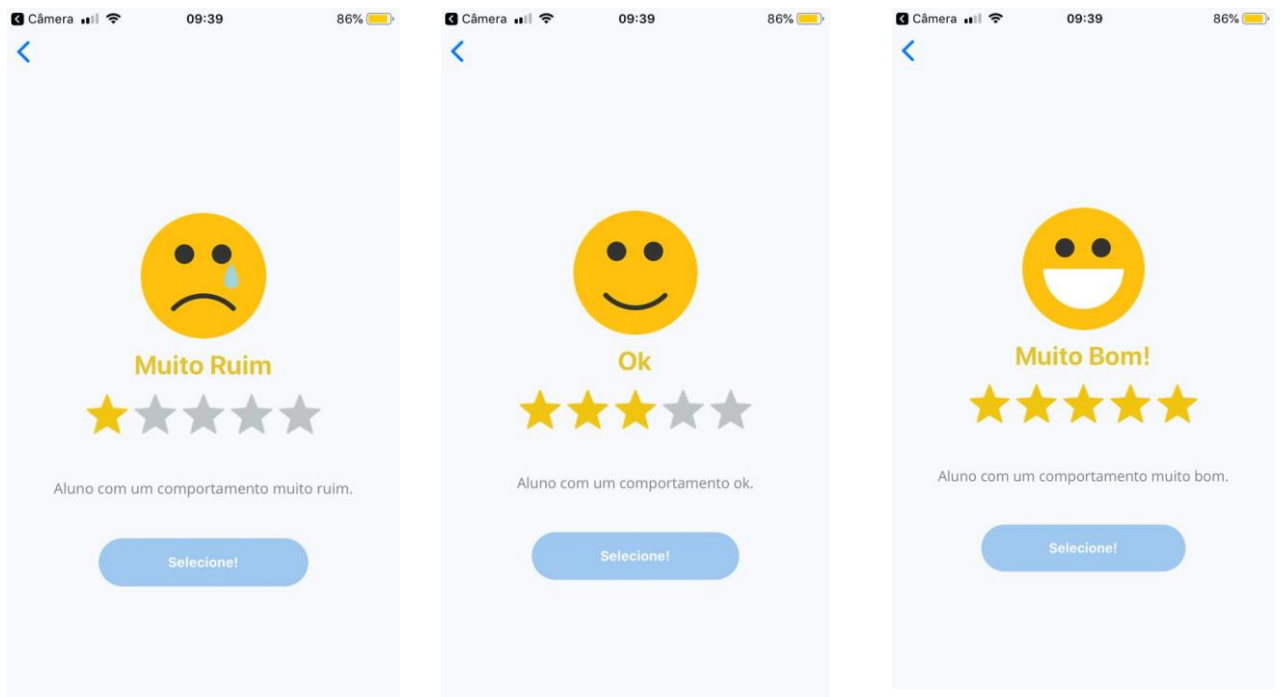 Câmera 09:39 86%
Muito Ruim
Aluno com um comportamento muito ruim.
Selecione!
Câmera 09:39 86%
Ok
Aluno com um comportamento ok.
Selecione!
Câmera 09:39 86%
Muito Bom!
Aluno com um comportamento muito bom.
Selecione!